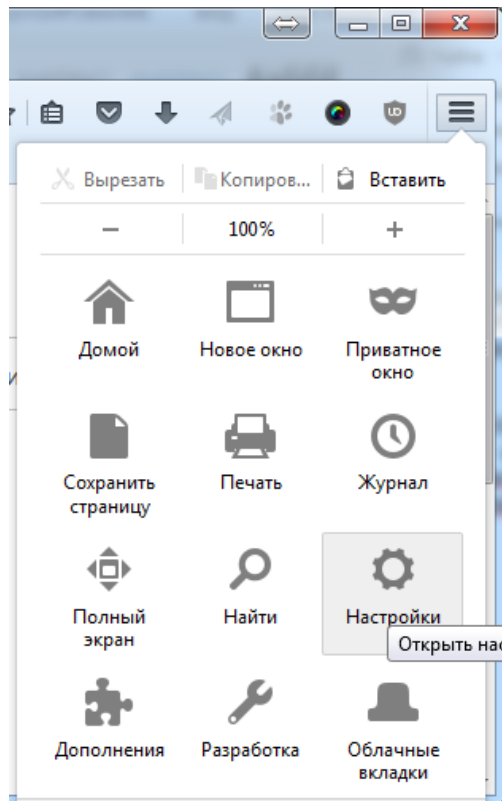 Вырезать Копиров... Вставить
100%
Домой Новое окно Приватное
окно
Сохранить Печать Журнал
страницу
Полный Найти Настройки
экран
Открыть нас
Дополнения Разработка Облачные
вкладки